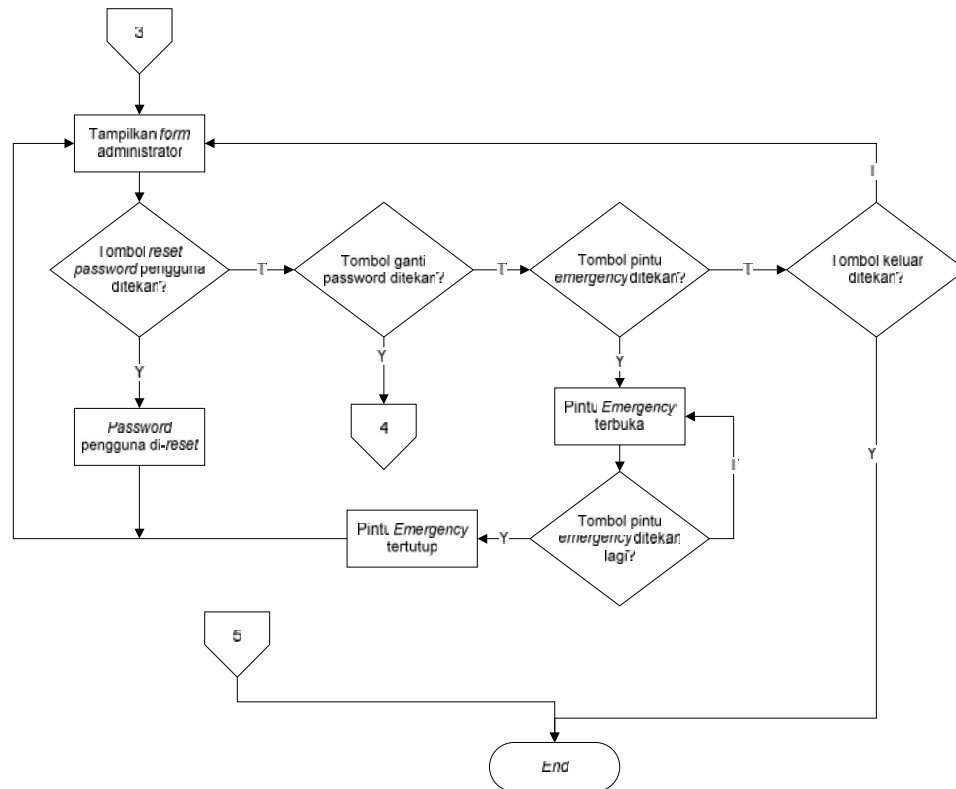 3
Tampilkan form
administrator
Tombol reset
password pengguna
ditekan?
T
Tombol ganti
password ditekan?
T
Tombol pintu
emergency ditekan?
T
Tombol keluar
ditekan?
T
Y
Y
Y
Y
Password
pengguna di-reset
4
Pintu Emergency
terbuka
T
Tombol pintu
emergency ditekan
lagi?
Y
Pintu Emergency
tertutup
5
End